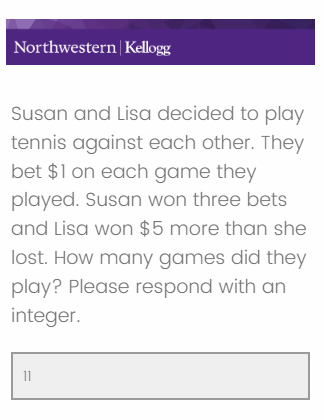 Northwestern | Kellogg
Susan and Lisa decided to play
tennis against each other. They
bet $1 on each game they
played. Susan won three bets
and Lisa won $5 more than she
lost. How many games did they
play? Please respond with an
integer.
11